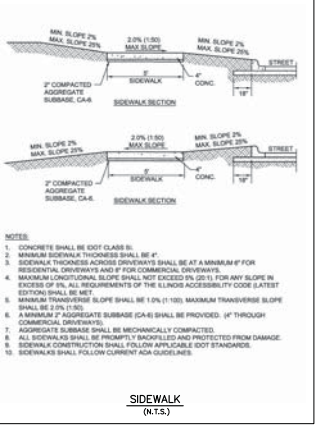 MIN. SLOPE 2%
MAX. SLOPE 25%
2.0% (1:50)
MAX SLOPE
MIN. SLOPE 2%
MAX. SLOPE 25%
STREET
5'
SIDEWALK
4"
CONC.
18"
2" COMPACTED
AGGREGATE
SUBBASE, CA-6.
SIDEWALK SECTION
MIN. SLOPE 2%
MAX. SLOPE 25%
2.0% (1:50)
MAX SLOPE
MIN. SLOPE 2%
MAX. SLOPE 25%
STREET
5'
SIDEWALK
4"
CONC.
18"
2" COMPACTED
AGGREGATE
SUBBASE, CA-6.
SIDEWALK SECTION
NOTES:
1. CONCRETE SHALL BE IDOT CLASS SI.
2. MINIMUM SIDEWALK THICKNESS SHALL BE 4".
3. SIDEWALK THICKNESS ACROSS DRIVEWAYS SHALL BE AT A MINIMUM 6" FOR
RESIDENTIAL DRIVEWAYS AND 8" FOR COMMERCIAL DRIVEWAYS.
4. MAXIMUM LONGITUDINAL SLOPE SHALL NOT EXCEED 5% (20:1). FOR ANY SLOPE IN
EXCESS OF 5%, ALL REQUIREMENTS OF THE ILLINOIS ACCESSIBILITY CODE (LATEST
EDITION) SHALL BE MET.
5. MINIMUM TRANSVERSE SLOPE SHALL BE 1.0% (1:100). MAXIMUM TRANSVERSE SLOPE
SHALL BE 2.0% (1:50).
6. A MINIMUM 2" AGGREGATE SUBBASE (CA-6) SHALL BE PROVIDED. (4" THROUGH
COMMERCIAL DRIVEWAYS).
7. AGGREGATE SUBBASE SHALL BE MECHANICALLY COMPACTED.
8. ALL SIDEWALKS SHALL BE PROMPTLY BACKFILLED AND PROTECTED FROM DAMAGE.
9. SIDEWALK CONSTRUCTION SHALL FOLLOW APPLICABLE IDOT STANDARDS.
10. SIDEWALKS SHALL FOLLOW CURRENT ADA GUIDELINES.
SIDEWALK
(N.T.S.)